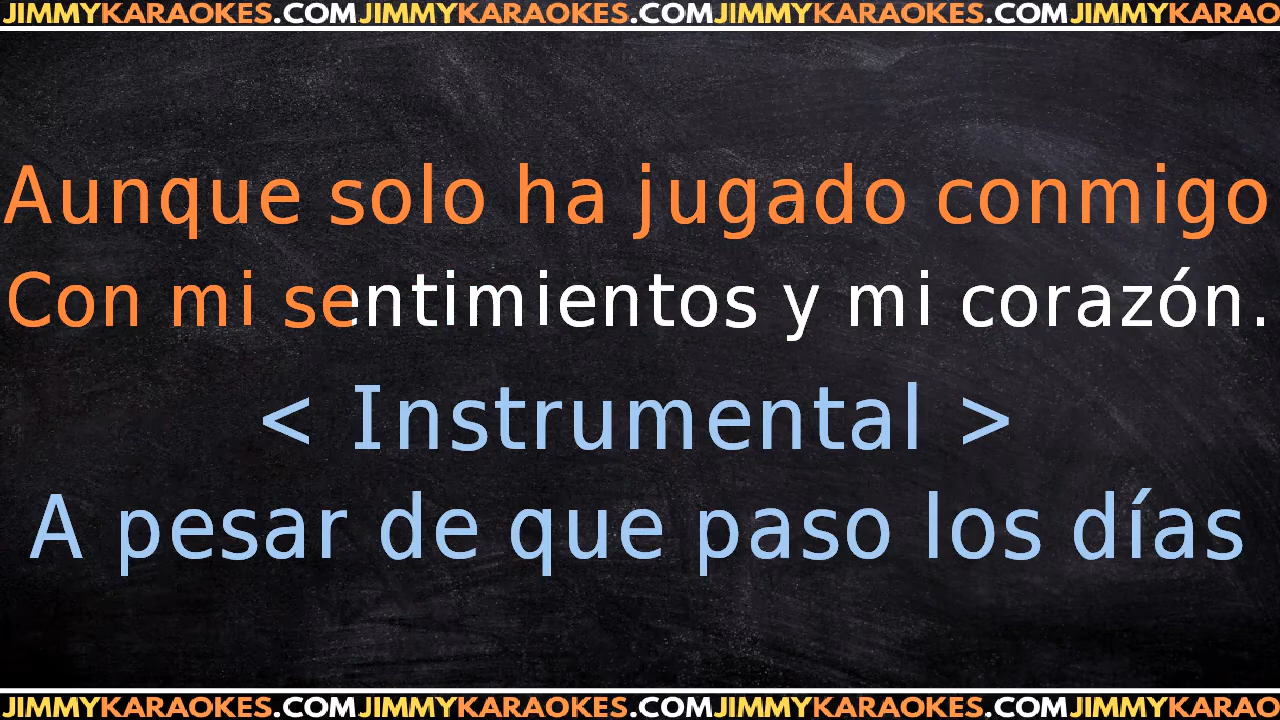 JIMMYKARAOKES.COMJIMMYKARAOKES.COMJIMMYKARAOKES.COMJIMMYKARAO
Aunque solo ha jugado conmigo
Con mi sentimientos y mi corazón.
< Instrumental >
A pesar de que paso los días
JIMMYKARAOKES.COMJIMMYKARAOKES.COMJIMMYKARAOKES.COMJIMMYKARAO